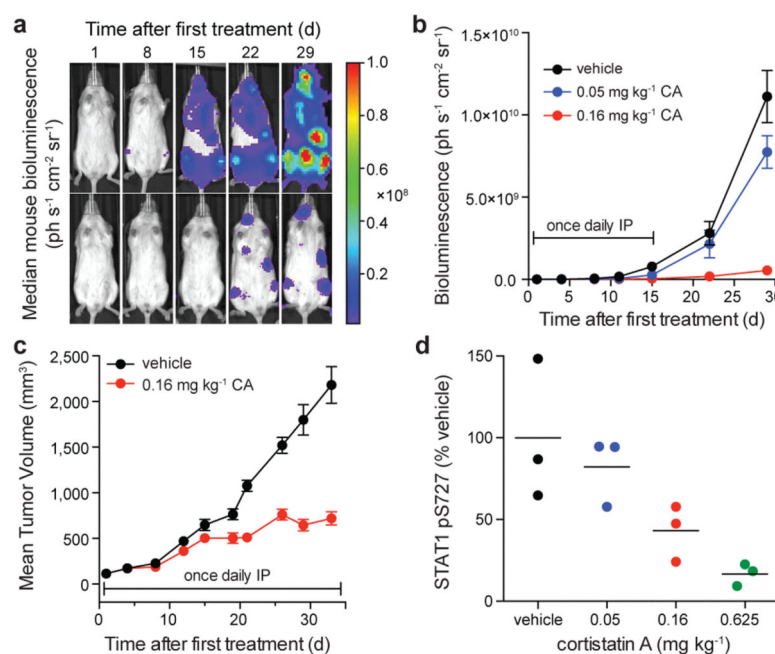 a
Time after first treatment (d)
1 8 15 22 29
Median mouse bioluminescence
(ph s⁻¹ cm⁻² sr⁻¹)
1.0
0.8
0.6
0.4
0.2
×10⁸
b
Bioluminescence (ph s⁻¹ cm⁻² sr⁻¹)
1.5×10¹⁰
1.0×10¹⁰
5.0×10⁹
0.0
vehicle
0.05 mg kg⁻¹ CA
0.16 mg kg⁻¹ CA
once daily IP
0 5 10 15 20 25 30
Time after first treatment (d)
c
Mean Tumor Volume (mm³)
2,500
2,000
1,500
1,000
500
0
vehicle
0.16 mg kg⁻¹ CA
once daily IP
0 10 20 30
Time after first treatment (d)
d
STAT1 pS727 (% vehicle)
150
100
50
0
vehicle 0.05 0.16 0.625
cortistatin A (mg kg⁻¹)